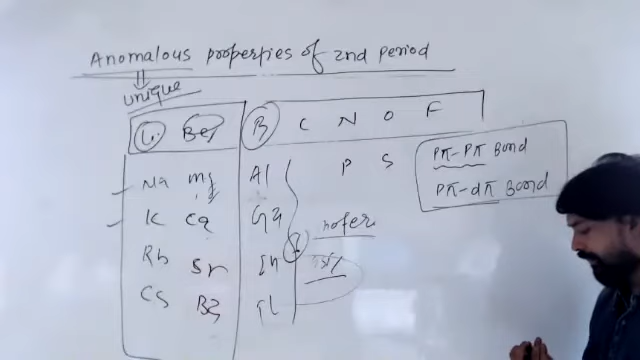 Anomalous properties of 2nd period
unique
Li Be B C N O F
Na Mg Al P S
K Ca Ga
Rb Sr In
Cs Ba Tl
Pπ-Pπ Bond
Pπ-dπ Bond